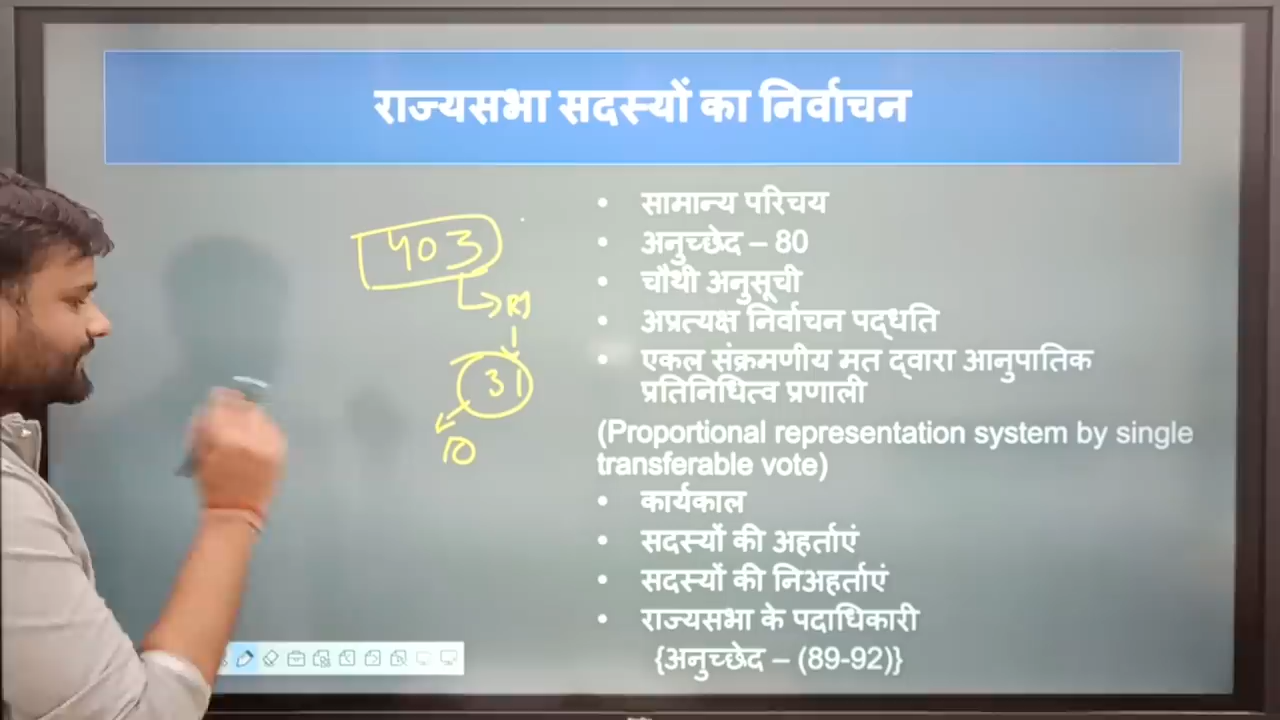 राज्यसभा सदस्यों का निर्वाचन
403
RS
31
10
• सामान्य परिचय
• अनुच्छेद – 80
• चौथी अनुसूची
• अप्रत्यक्ष निर्वाचन पद्धति
• एकल संक्रमणीय मत द्वारा आनुपातिक
प्रतिनिधित्व प्रणाली
(Proportional representation system by single
transferable vote)
• कार्यकाल
• सदस्यों की अहर्ताएं
• सदस्यों की निअहर्ताएं
• राज्यसभा के पदाधिकारी
{अनुच्छेद – (89-92)}